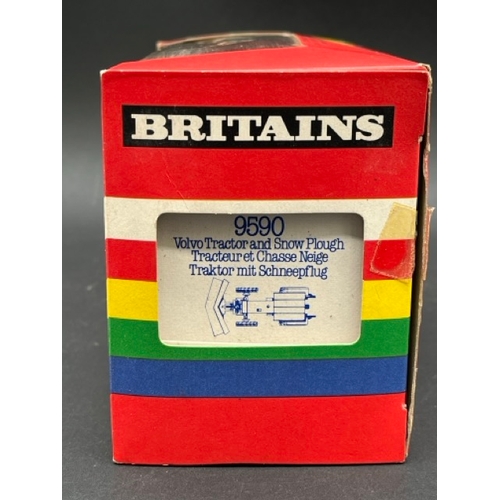 BRITAINS
9590
Volvo Tractor and Snow Plough
Tracteur et Chasse Neige
Traktor mit Schneepflug